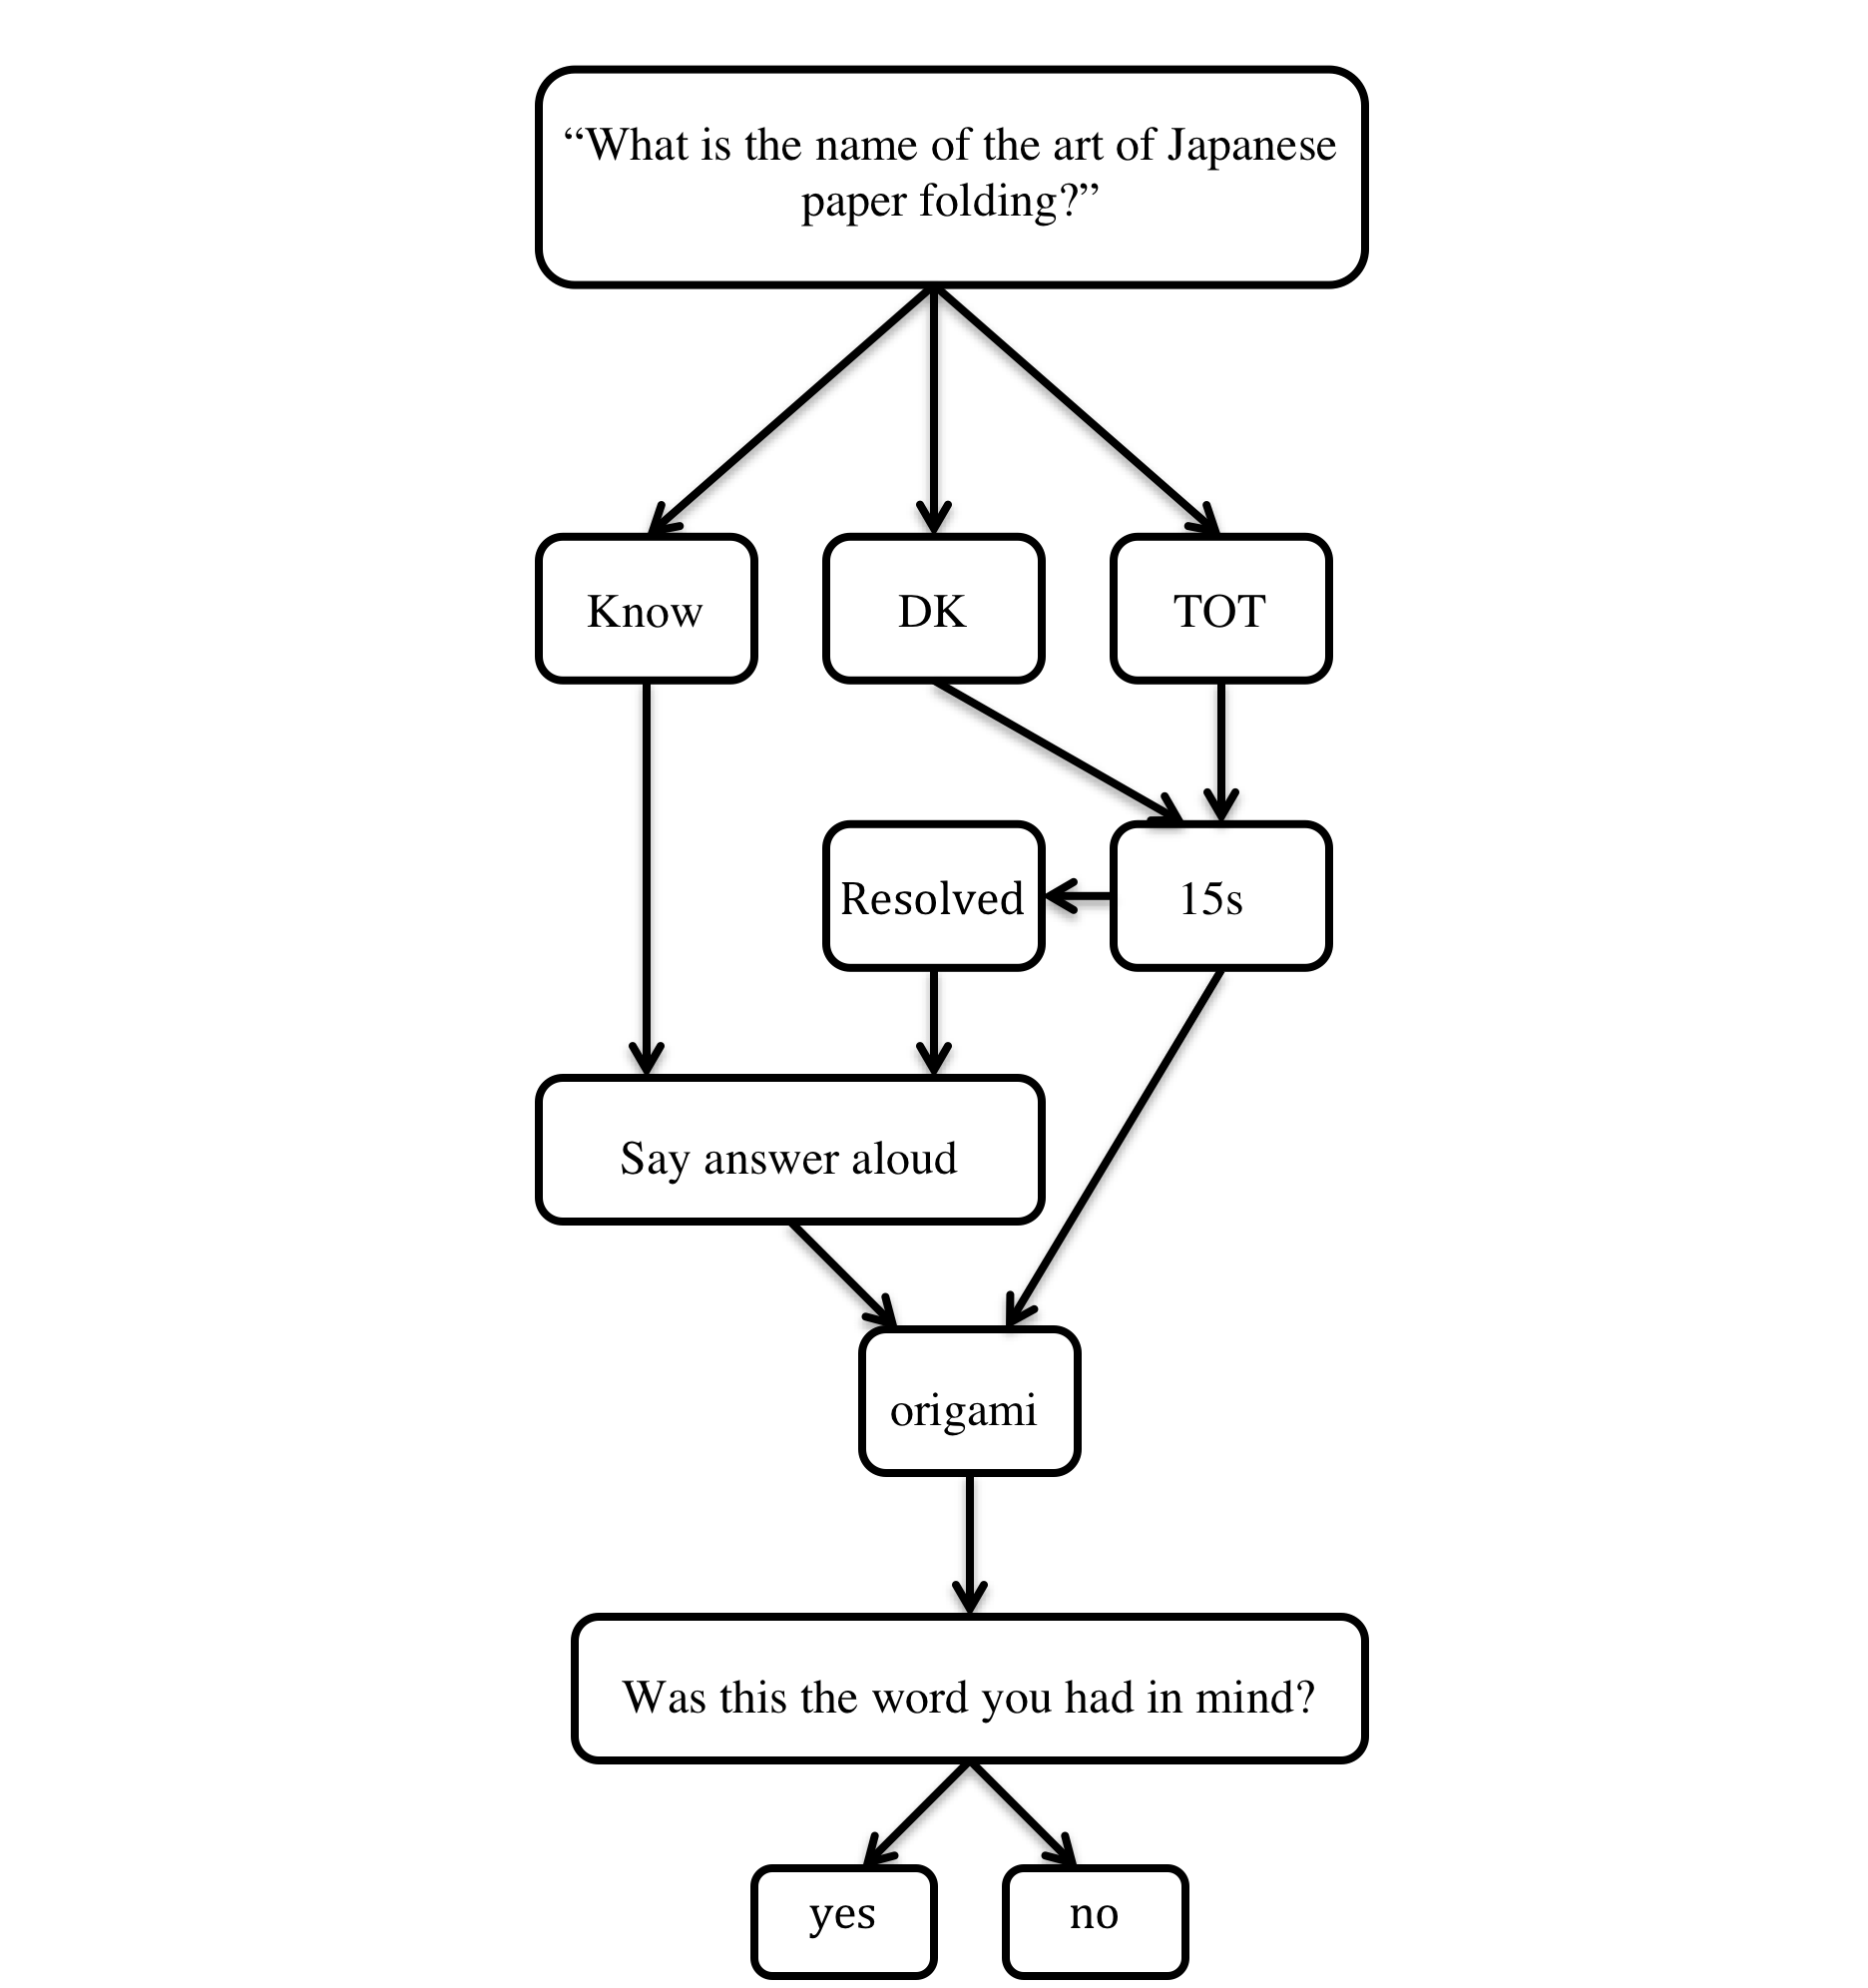 “What is the name of the art of Japanese
paper folding?”
Know
DK
TOT
Resolved
15s
Say answer aloud
origami
Was this the word you had in mind?
yes
no